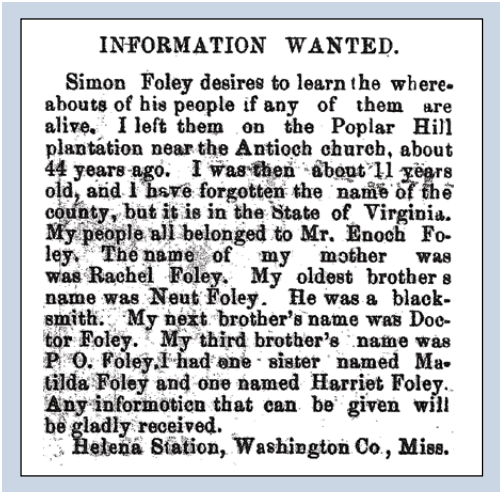 INFORMATION WANTED.
Simon Foley desires to learn the where-
abouts of his people if any of them are
alive. I left them on the Poplar Hill
plantation near the Antioch church, about
44 years ago. I was then about 11 years
old, and I have forgotten the name of the
county, but it is in the State of Virginia.
My people all belonged to Mr. Enoch Fo-
ley. The name of my mother was
was Rachel Foley. My oldest brother s
name was Neut Foley. He was a black-
smith. My next brother's name was Doc-
tor Foley. My third brother's name was
P O. Foley.I had one sister named Ma-
tilda Foley and one named Harriet Foley.
Any informoticn that can be given will
be gladly received.
Helena Station, Washington Co., Miss.